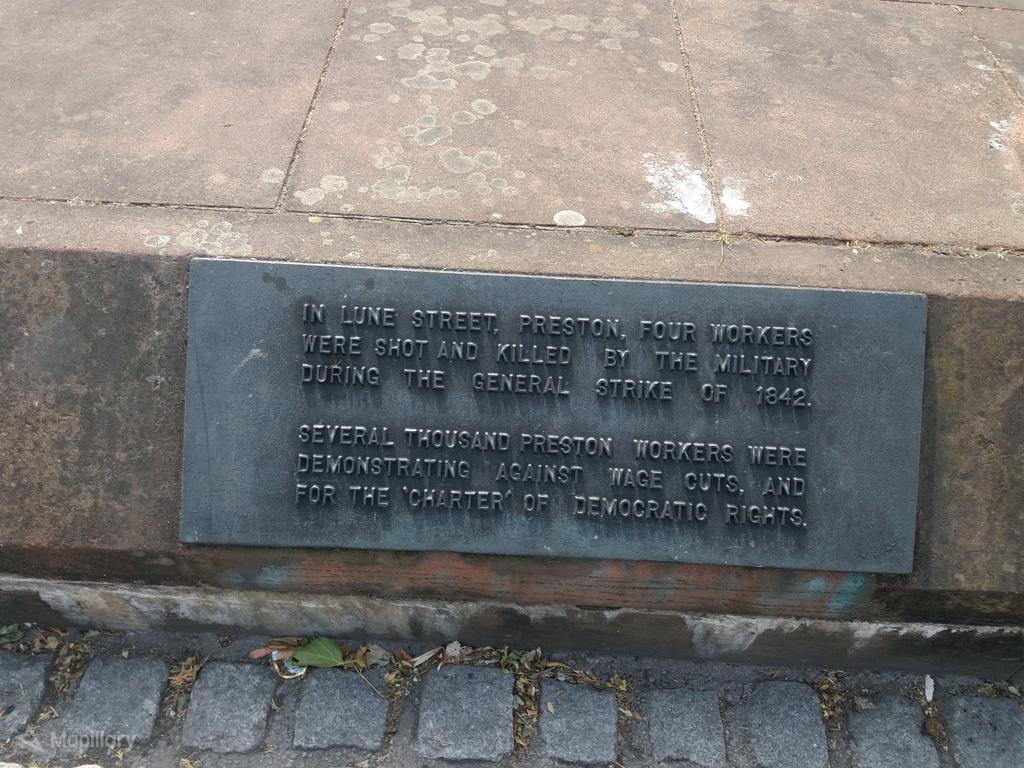 IN LUNE STREET, PRESTON, FOUR WORKERS
WERE SHOT AND KILLED BY THE MILITARY
DURING THE GENERAL STRIKE OF 1842.
SEVERAL THOUSAND PRESTON WORKERS WERE
DEMONSTRATING AGAINST WAGE CUTS, AND
FOR THE 'CHARTER' OF DEMOCRATIC RIGHTS.
Mapillary